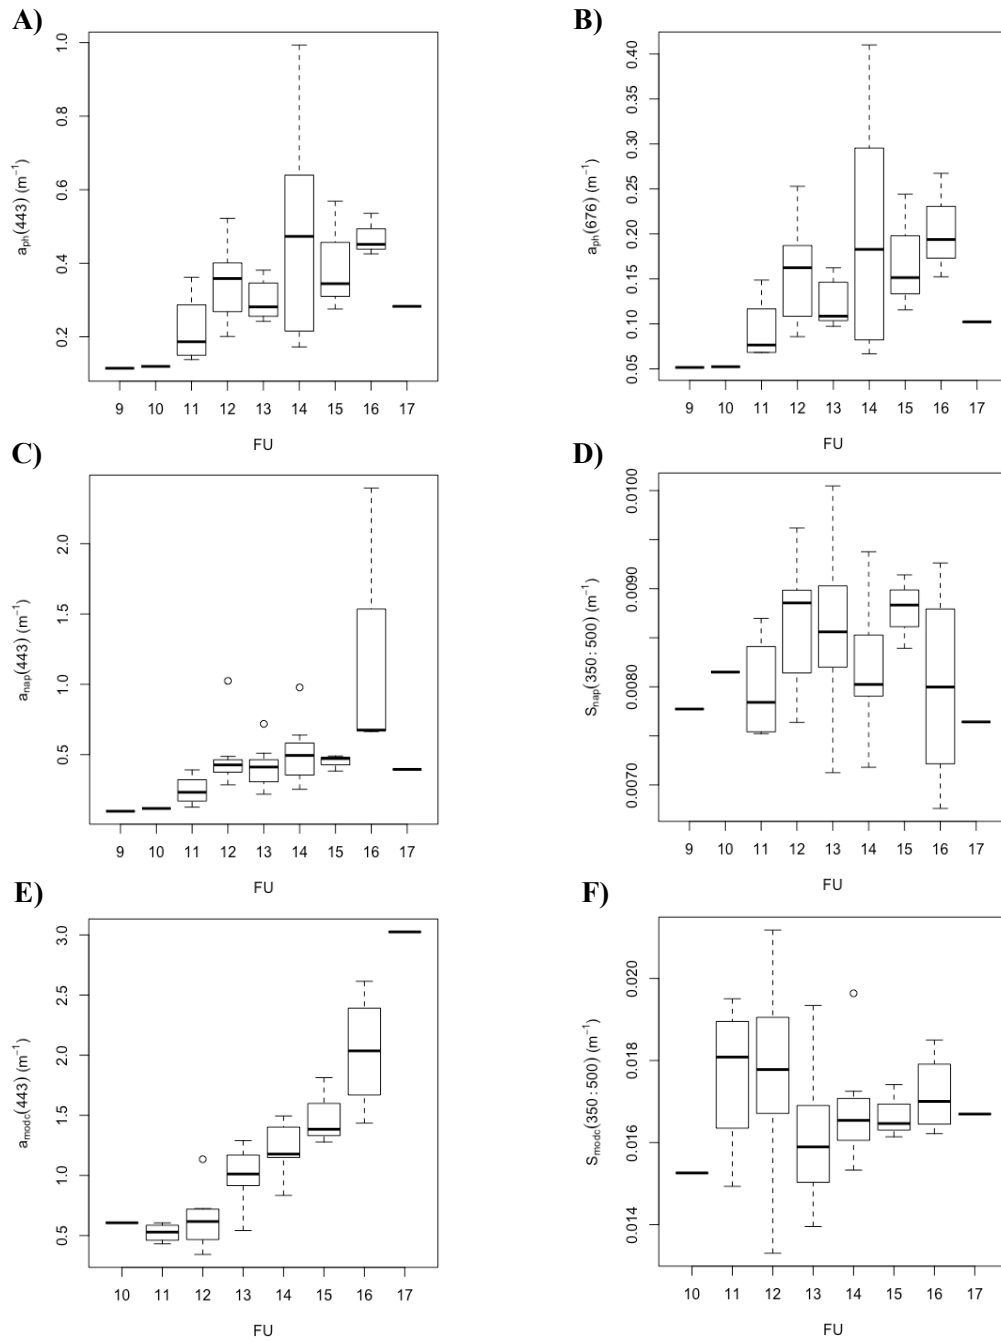 A)
1.0
0.8
0.6
0.4
0.2
aph(443) (m−1)
9 10 11 12 13 14 15 16 17
FU
B)
0.40
0.35
0.30
0.25
0.20
0.15
0.10
0.05
aph(676) (m−1)
9 10 11 12 13 14 15 16 17
FU
C)
2.0
1.5
1.0
0.5
anap(443) (m−1)
9 10 11 12 13 14 15 16 17
FU
D)
0.0100
0.0090
0.0080
0.0070
Snap(350:500) (m−1)
9 10 11 12 13 14 15 16 17
FU
E)
3.0
2.5
2.0
1.5
1.0
0.5
amodc(443) (m−1)
10 11 12 13 14 15 16 17
FU
F)
0.020
0.018
0.016
0.014
Smodc(350:500) (m−1)
10 11 12 13 14 15 16 17
FU